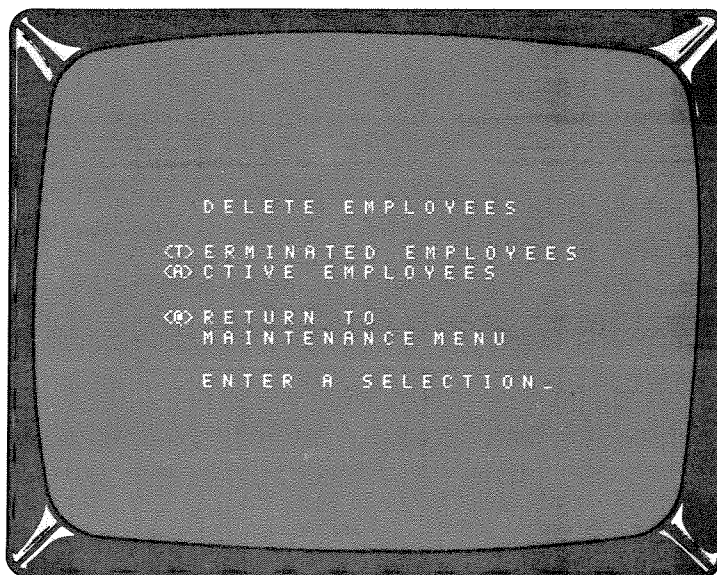 DELETE EMPLOYEES
<T>ERMINATED EMPLOYEES
<A>CTIVE EMPLOYEES
<@>RETURN TO
MAINTENANCE MENU
ENTER A SELECTION_